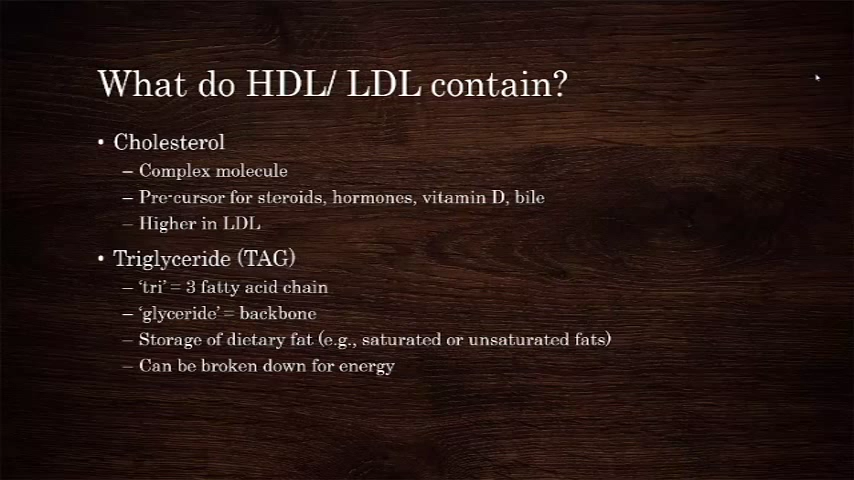 What do HDL/ LDL contain?
• Cholesterol
– Complex molecule
– Pre-cursor for steroids, hormones, vitamin D, bile
– Higher in LDL
• Triglyceride (TAG)
– ‘tri’ = 3 fatty acid chain
– ‘glyceride’ = backbone
– Storage of dietary fat (e.g., saturated or unsaturated fats)
– Can be broken down for energy